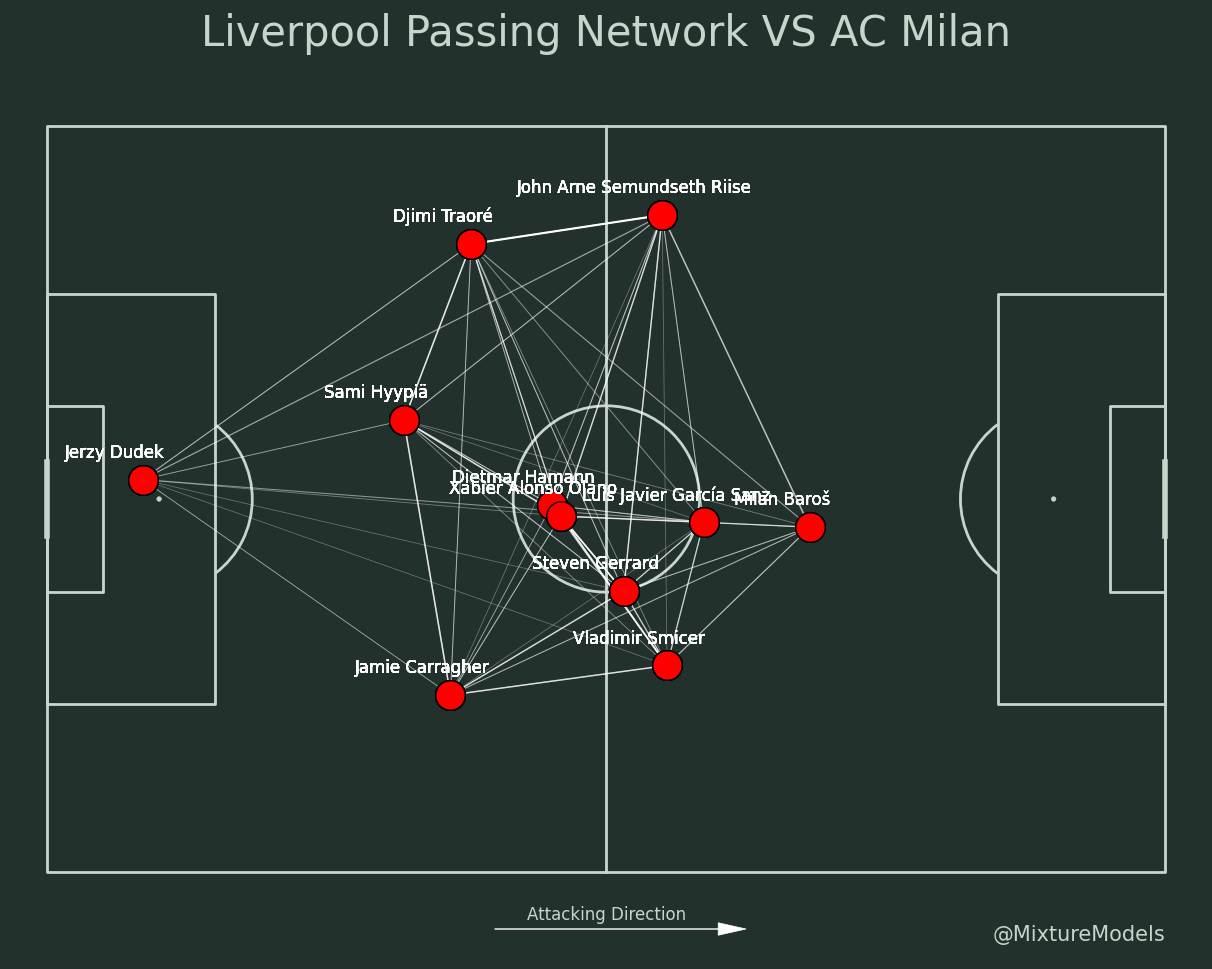 Liverpool Passing Network VS AC Milan
John Arne Semundseth Riise
Djimi Traoré
Sami Hyypiä
Jerzy Dudek
Dietmar Hamann
Xabier Alonso Olano
Luis Javier García Sanz
Milan Baroš
Steven Gerrard
Vladimir Smicer
Jamie Carragher
Attacking Direction
@MixtureModels